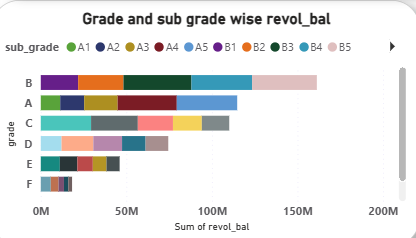 Grade and sub grade wise revol_bal
sub_grade A1 A2 A3 A4 A5 B1 B2 B3 B4 B5
B
A
C
D
E
F
grade
0M 50M 100M 150M 200M
Sum of revol_bal